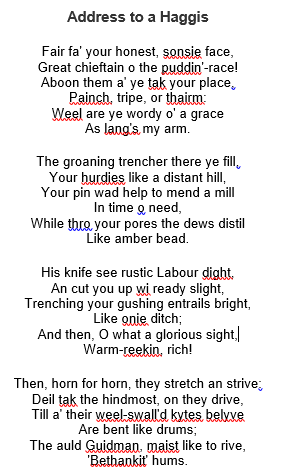 Address to a Haggis
Fair fa' your honest, sonsie face,
Great chieftain o the puddin'-race!
Aboon them a' ye tak your place,
Painch, tripe, or thairm:
Weel are ye wordy o' a grace
As lang's my arm.
The groaning trencher there ye fill,
Your hurdies like a distant hill,
Your pin wad help to mend a mill
In time o need,
While thro your pores the dews distil
Like amber bead.
His knife see rustic Labour dight,
An cut you up wi ready slight,
Trenching your gushing entrails bright,
Like onie ditch;
And then, O what a glorious sight,
Warm-reekin, rich!
Then, horn for horn, they stretch an strive:
Deil tak the hindmost, on they drive,
Till a' their weel-swall'd kytes belyve
Are bent like drums;
The auld Guidman, maist like to rive,
'Bethankit' hums.